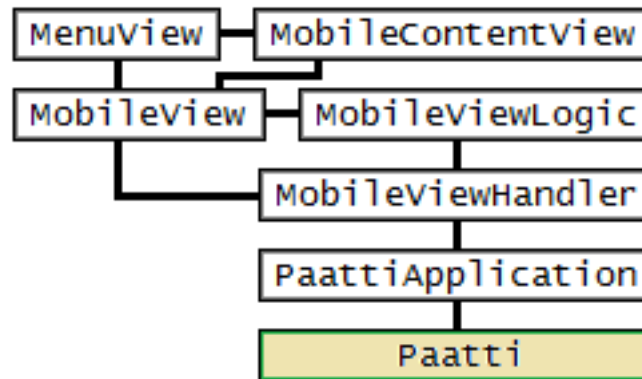 MenuView MobileContentView
MobileView MobileViewLogic
MobileViewHandler
PaattiApplication
Paatti